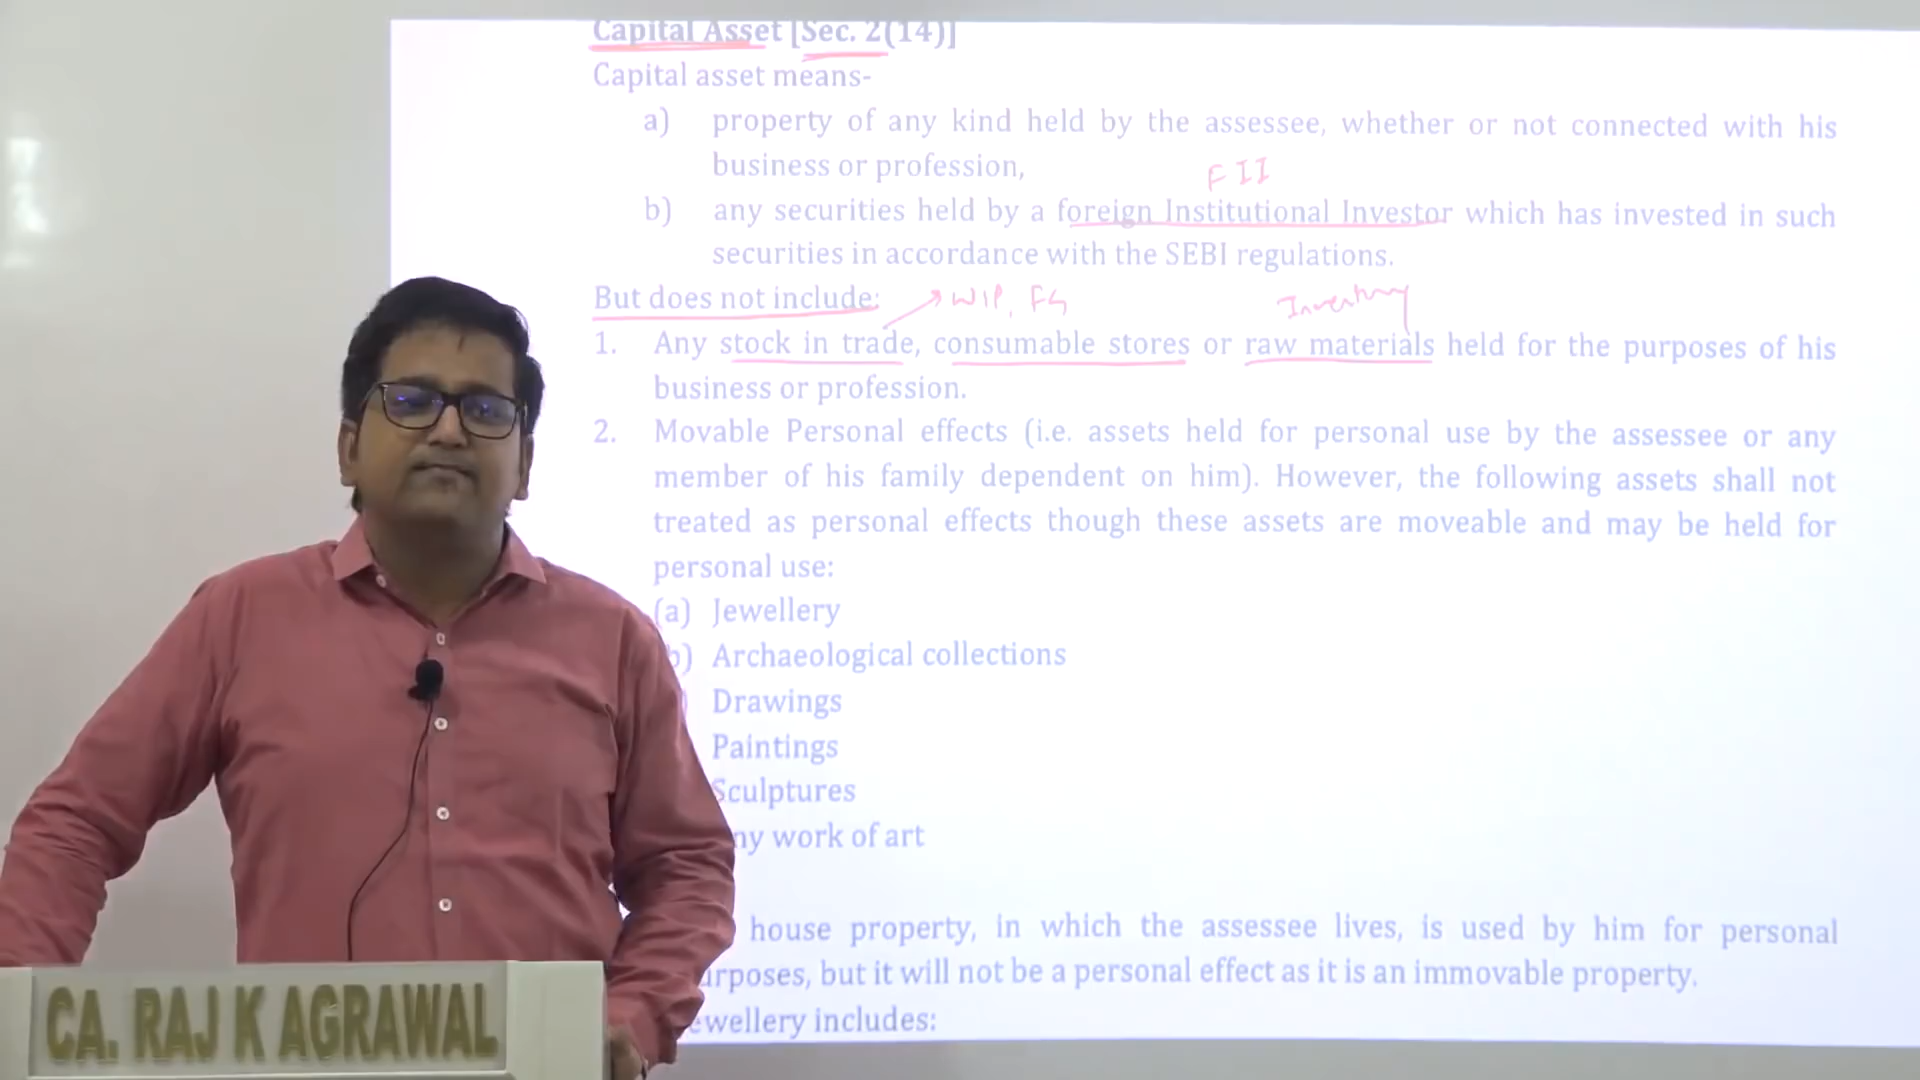 Capital Asset [Sec. 2(14)]
Capital asset means-
a) property of any kind held by the assessee, whether or not connected with his
business or profession,
FII
b) any securities held by a foreign Institutional Investor which has invested in such
securities in accordance with the SEBI regulations.
But does not include: WIP, FG Inventory
1. Any stock in trade, consumable stores or raw materials held for the purposes of his
business or profession.
2. Movable Personal effects (i.e. assets held for personal use by the assessee or any
member of his family dependent on him). However, the following assets shall not
treated as personal effects though these assets are moveable and may be held for
personal use:
(a) Jewellery
b) Archaeological collections
Drawings
Paintings
Sculptures
ny work of art
house property, in which the assessee lives, is used by him for personal
urposes, but it will not be a personal effect as it is an immovable property.
ewellery includes:
CA. RAJ K AGRAWAL